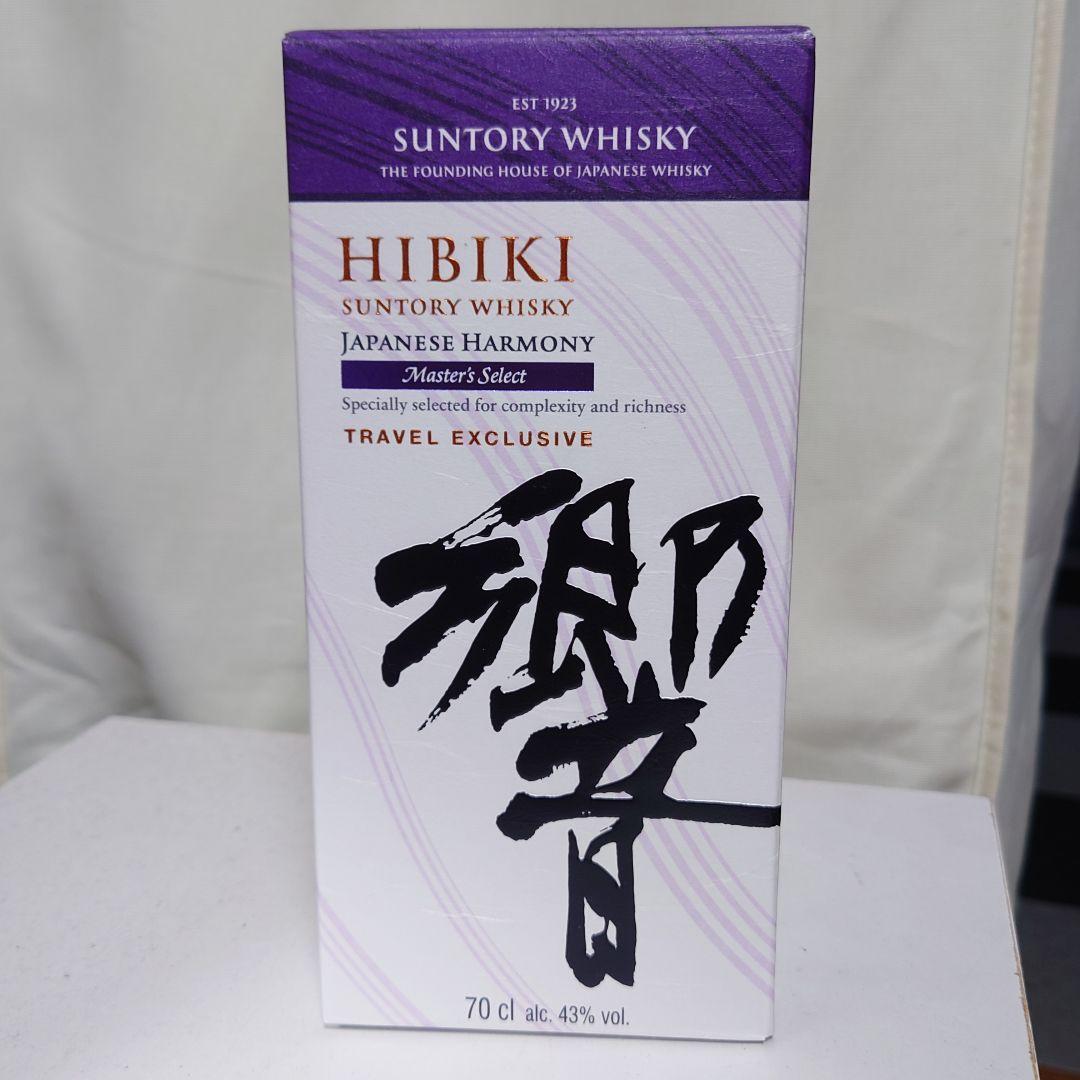 EST 1923
SUNTORY WHISKY
THE FOUNDING HOUSE OF JAPANESE WHISKY
HIBIKI
SUNTORY WHISKY
JAPANESE HARMONY
Master's Select
Specially selected for complexity and richness
TRAVEL EXCLUSIVE
響
70 cl alc. 43% vol.